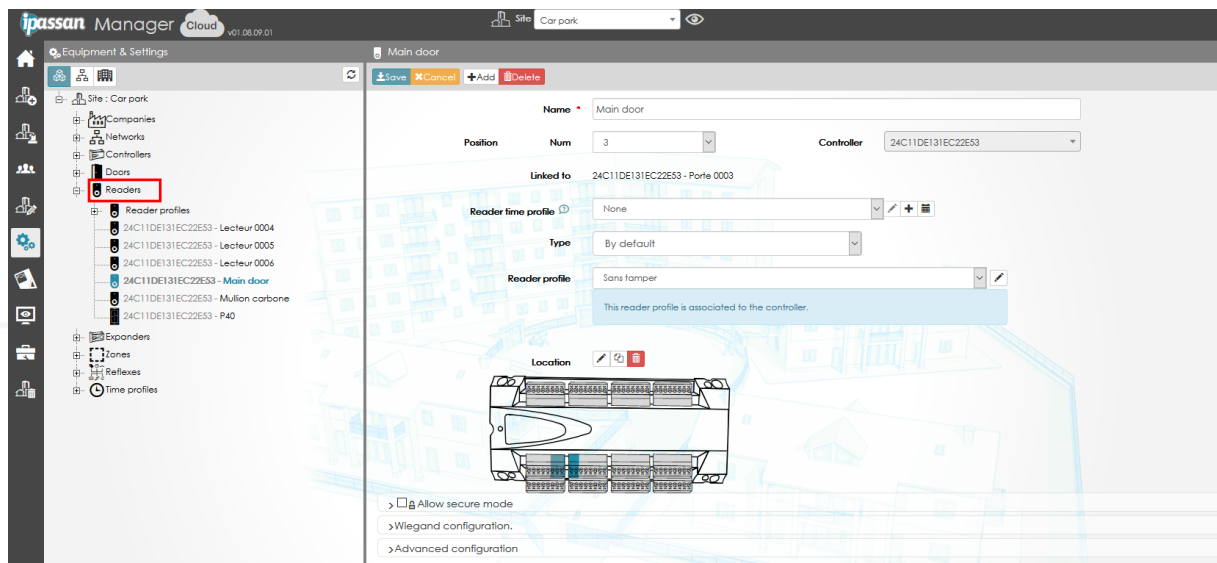 ipassan Manager Cloud v01.08.09.01 Site Car park
Equipment & Settings
Main door
Save Cancel Add Delete
Site : Car park
Companies
Networks
Controllers
Doors
Readers
Reader profiles
24C11DE131EC22E53 - Lecteur 0004
24C11DE131EC22E53 - Lecteur 0005
24C11DE131EC22E53 - Lecteur 0006
24C11DE131EC22E53 - Main door
24C11DE131EC22E53 - Mullion carbone
24C11DE131EC22E53 - P40
Expanders
Zones
Reflexes
Time profiles
Name * Main door
Position Num 3 Controller 24C11DE131EC22E53
Linked to 24C11DE131EC22E53 - Porte 0003
Reader time profile None
Type By default
Reader profile Sans tamper
This reader profile is associated to the controller.
Location
Allow secure mode
Wiegand configuration.
Advanced configuration